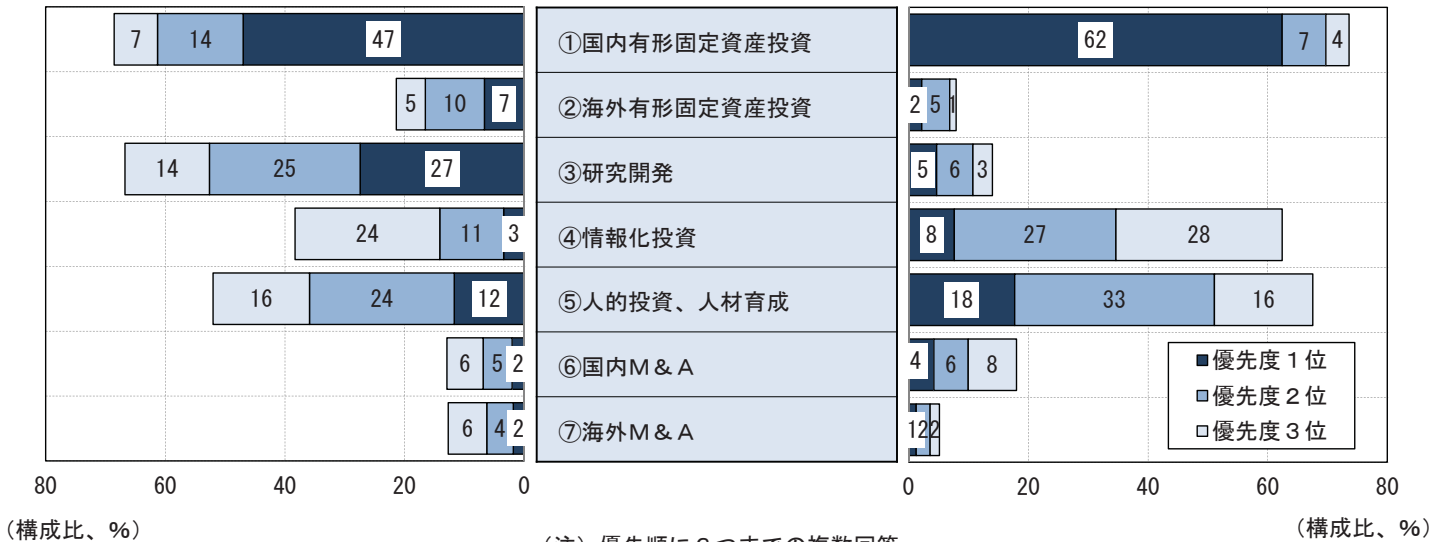 7 14 47 ①国内有形固定資産投資 62 7 4
5 10 7 ②海外有形固定資産投資 2 5 1
14 25 27 ③研究開発 5 6 3
24 11 3 ④情報化投資 8 27 28
16 24 12 ⑤人的投資、人材育成 18 33 16
6 5 2 ⑥国内M&A 4 6 8
6 4 2 ⑦海外M&A 1 2 2
■優先度1位
■優先度2位
□優先度3位
80 60 40 20 0 0 20 40 60 80
(構成比、%) (構成比、%)